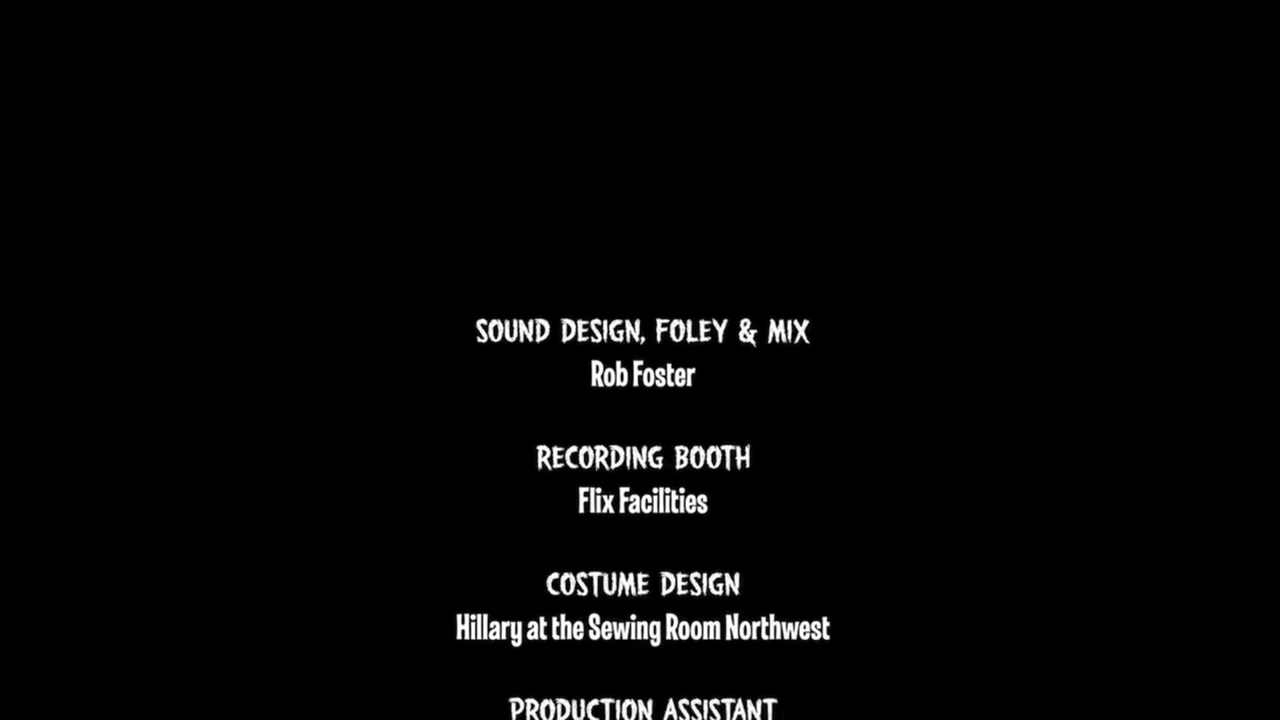 SOUND DESIGN, FOLEY & MIX
Rob Foster
RECORDING BOOTH
Flix Facilities
COSTUME DESIGN
Hillary at the Sewing Room Northwest
PRODUCTION ASSISTANT